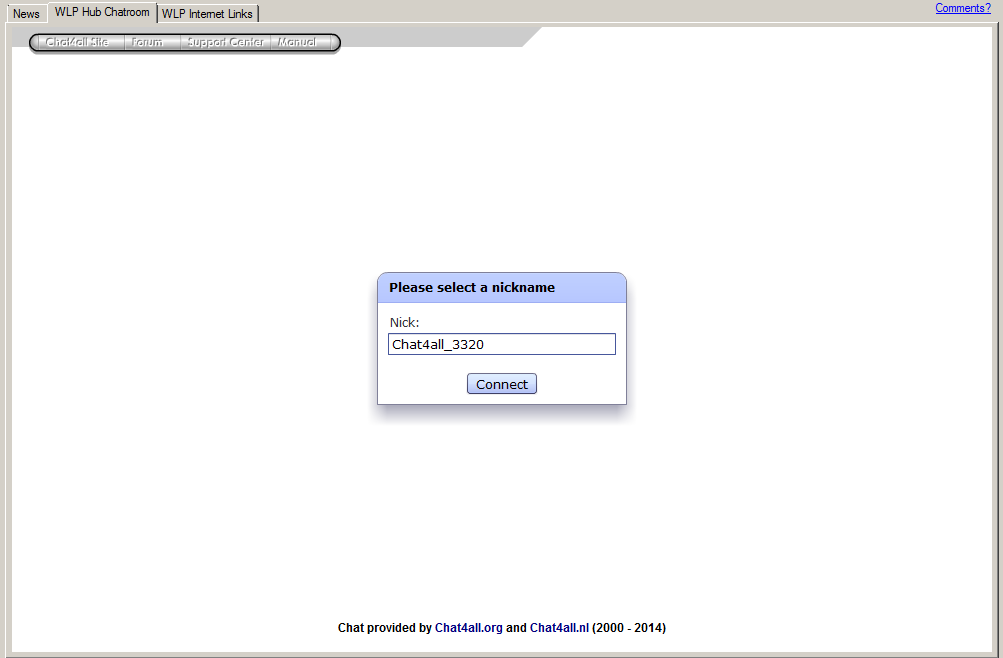 News WLP Hub Chatroom WLP Internet Links Comments?
Chat4all Site Forum Support Center Manual
Please select a nickname
Nick:
Chat4all_3320
Connect
Chat provided by Chat4all.org and Chat4all.nl (2000 - 2014)